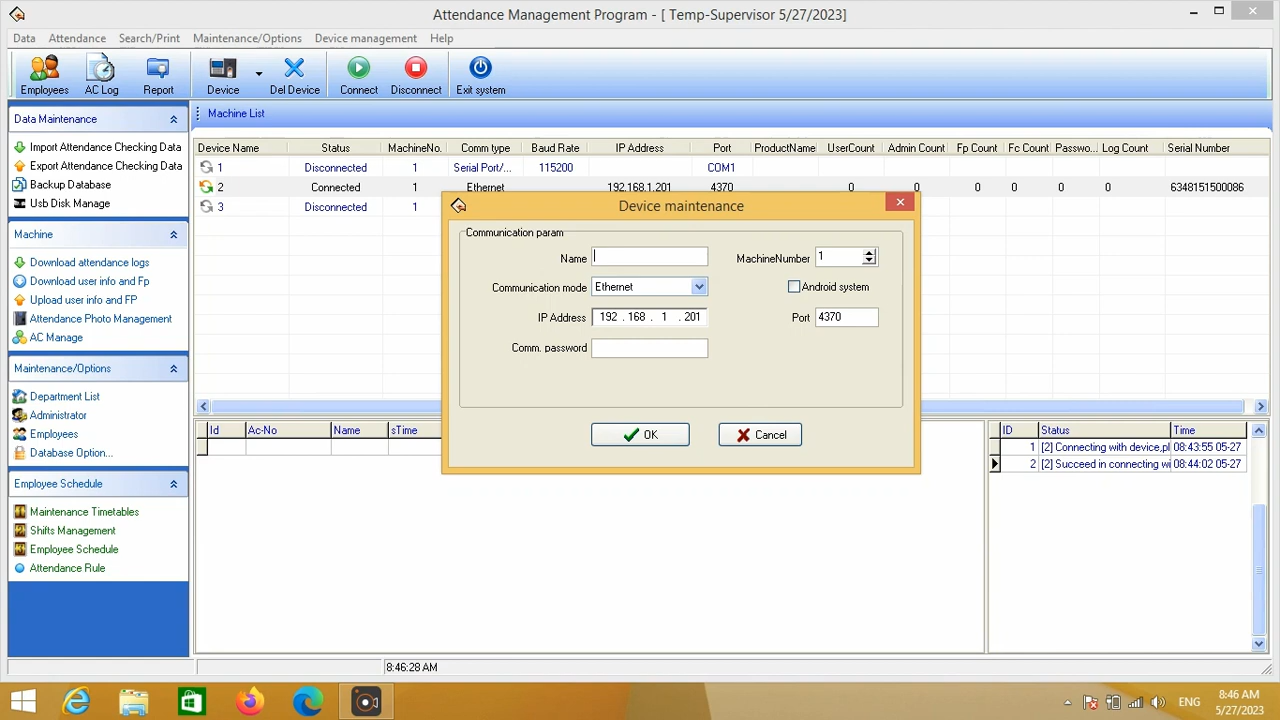 Attendance Management Program - [ Temp-Supervisor 5/27/2023]
Data Attendance Search/Print Maintenance/Options Device management Help
Employees AC Log Report Device Del Device Connect Disconnect Exit system
Data Maintenance
Import Attendance Checking Data
Export Attendance Checking Data
Backup Database
Usb Disk Manage
Machine
Download attendance logs
Download user info and Fp
Upload user info and FP
Attendance Photo Management
AC Manage
Maintenance/Options
Department List
Administrator
Employees
Database Option...
Employee Schedule
Maintenance Timetables
Shifts Management
Employee Schedule
Attendance Rule
Machine List
Device Name Status MachineNo. Comm type Baud Rate IP Address Port ProductName UserCount Admin Count Fp Count Fc Count Passwo... Log Count Serial Number
1 Disconnected 1 Serial Port/... 115200 COM1
2 Connected 1 Ethernet 192.168.1.201 4370 0 0 0 0 0 0 6348151500086
3 Disconnected 1
Device maintenance
Communication param
Name MachineNumber 1
Communication mode Ethernet Android system
IP Address 192 . 168 . 1 . 201 Port 4370
Comm. password
OK Cancel
Id Ac-No Name sTime
ID Status Time
1 [2] Connecting with device,pl 08:43:55 05-27
2 [2] Succeed in connecting wi 08:44:02 05-27
8:46:28 AM
ENG
8:46 AM
5/27/2023